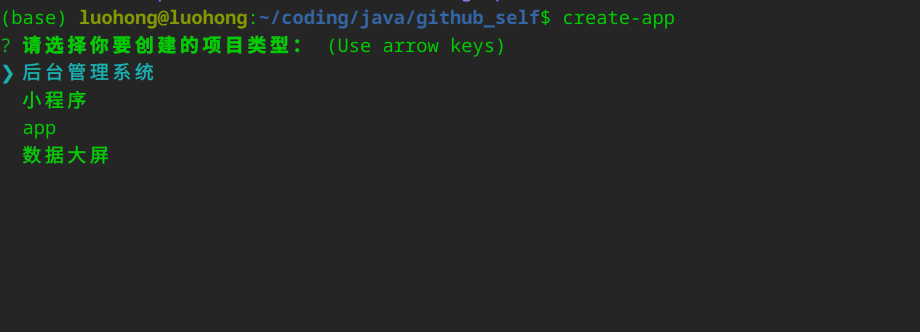 (base) luohong@luohong:~/coding/java/github_self$ create-app
? 请选择你要创建的项目类型： (Use arrow keys)
❯ 后台管理系统
小程序
app
数据大屏